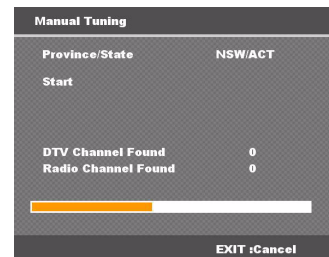 Manual Tuning
Province/State NSW/ACT
Start
DTV Channel Found 0
Radio Channel Found 0
EXIT :Cancel